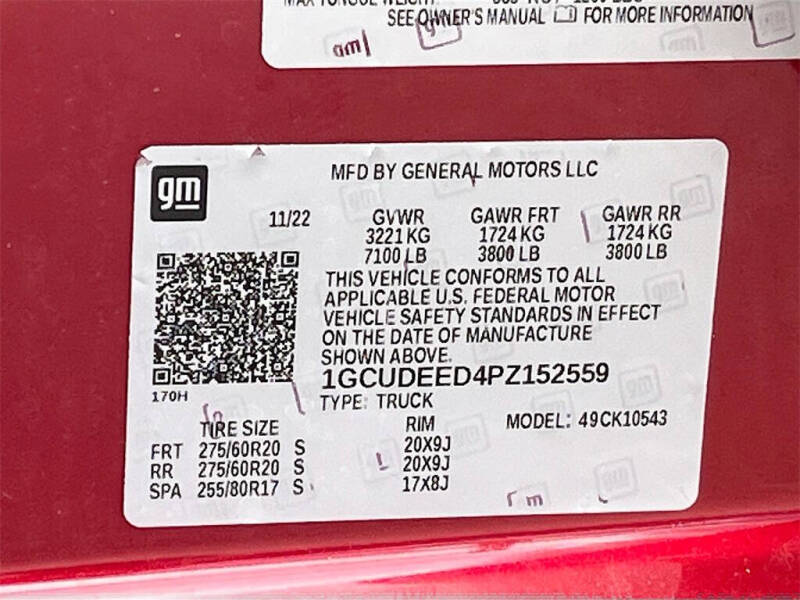 SEE OWNER'S MANUAL FOR MORE INFORMATION
gm
gm
MFD BY GENERAL MOTORS LLC
11/22
GVWR GAWR FRT GAWR RR
3221 KG 1724 KG 1724 KG
7100 LB 3800 LB 3800 LB
THIS VEHICLE CONFORMS TO ALL
APPLICABLE U.S. FEDERAL MOTOR
VEHICLE SAFETY STANDARDS IN EFFECT
ON THE DATE OF MANUFACTURE
SHOWN ABOVE.
1GCUDEED4PZ152559
170H
TYPE: TRUCK
TIRE SIZE RIM MODEL: 49CK10543
FRT 275/60R20 S 20X9J
RR 275/60R20 S 20X9J
SPA 255/80R17 S 17X8J